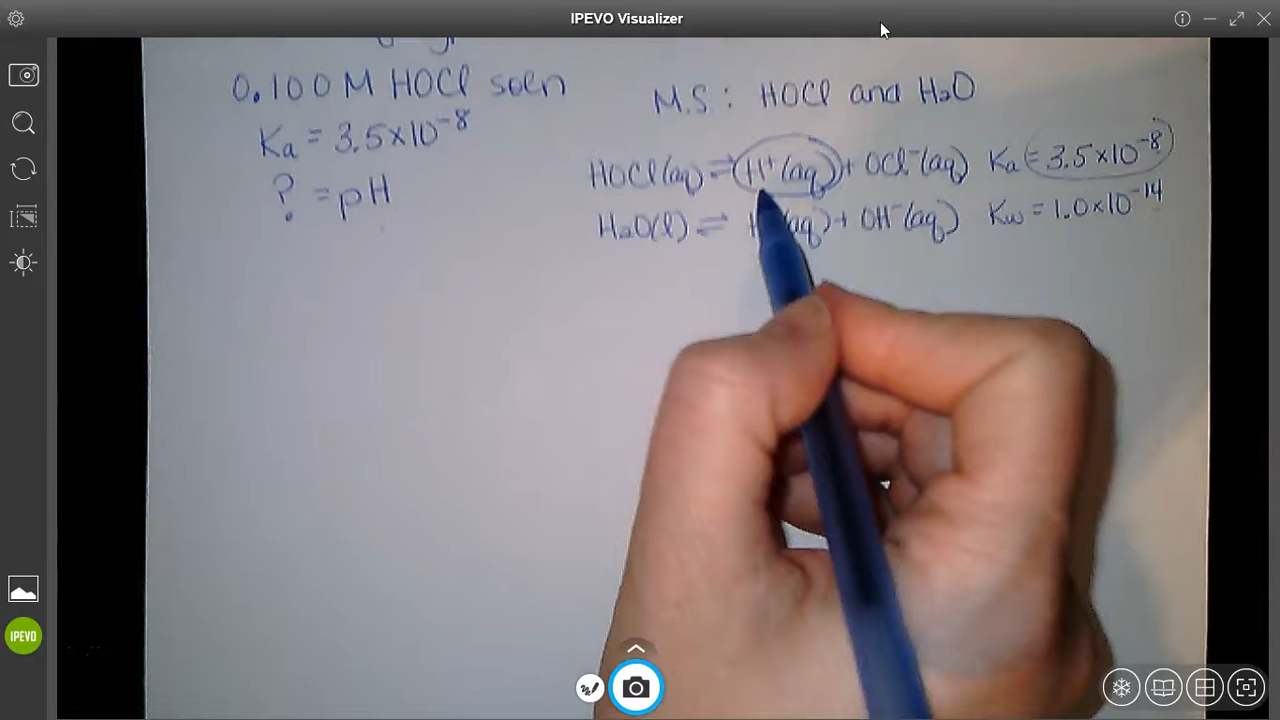 IPEVO Visualizer
0.100 M HOCl soln
Ka = 3.5×10⁻⁸
? = pH
M.S.: HOCl and H₂O
HOCl(aq) ⇌ H⁺(aq) + OCl⁻(aq) Ka = 3.5×10⁻⁸
H₂O(l) ⇌ H (aq) + OH⁻(aq) Kw = 1.0×10⁻¹⁴
IPEVO